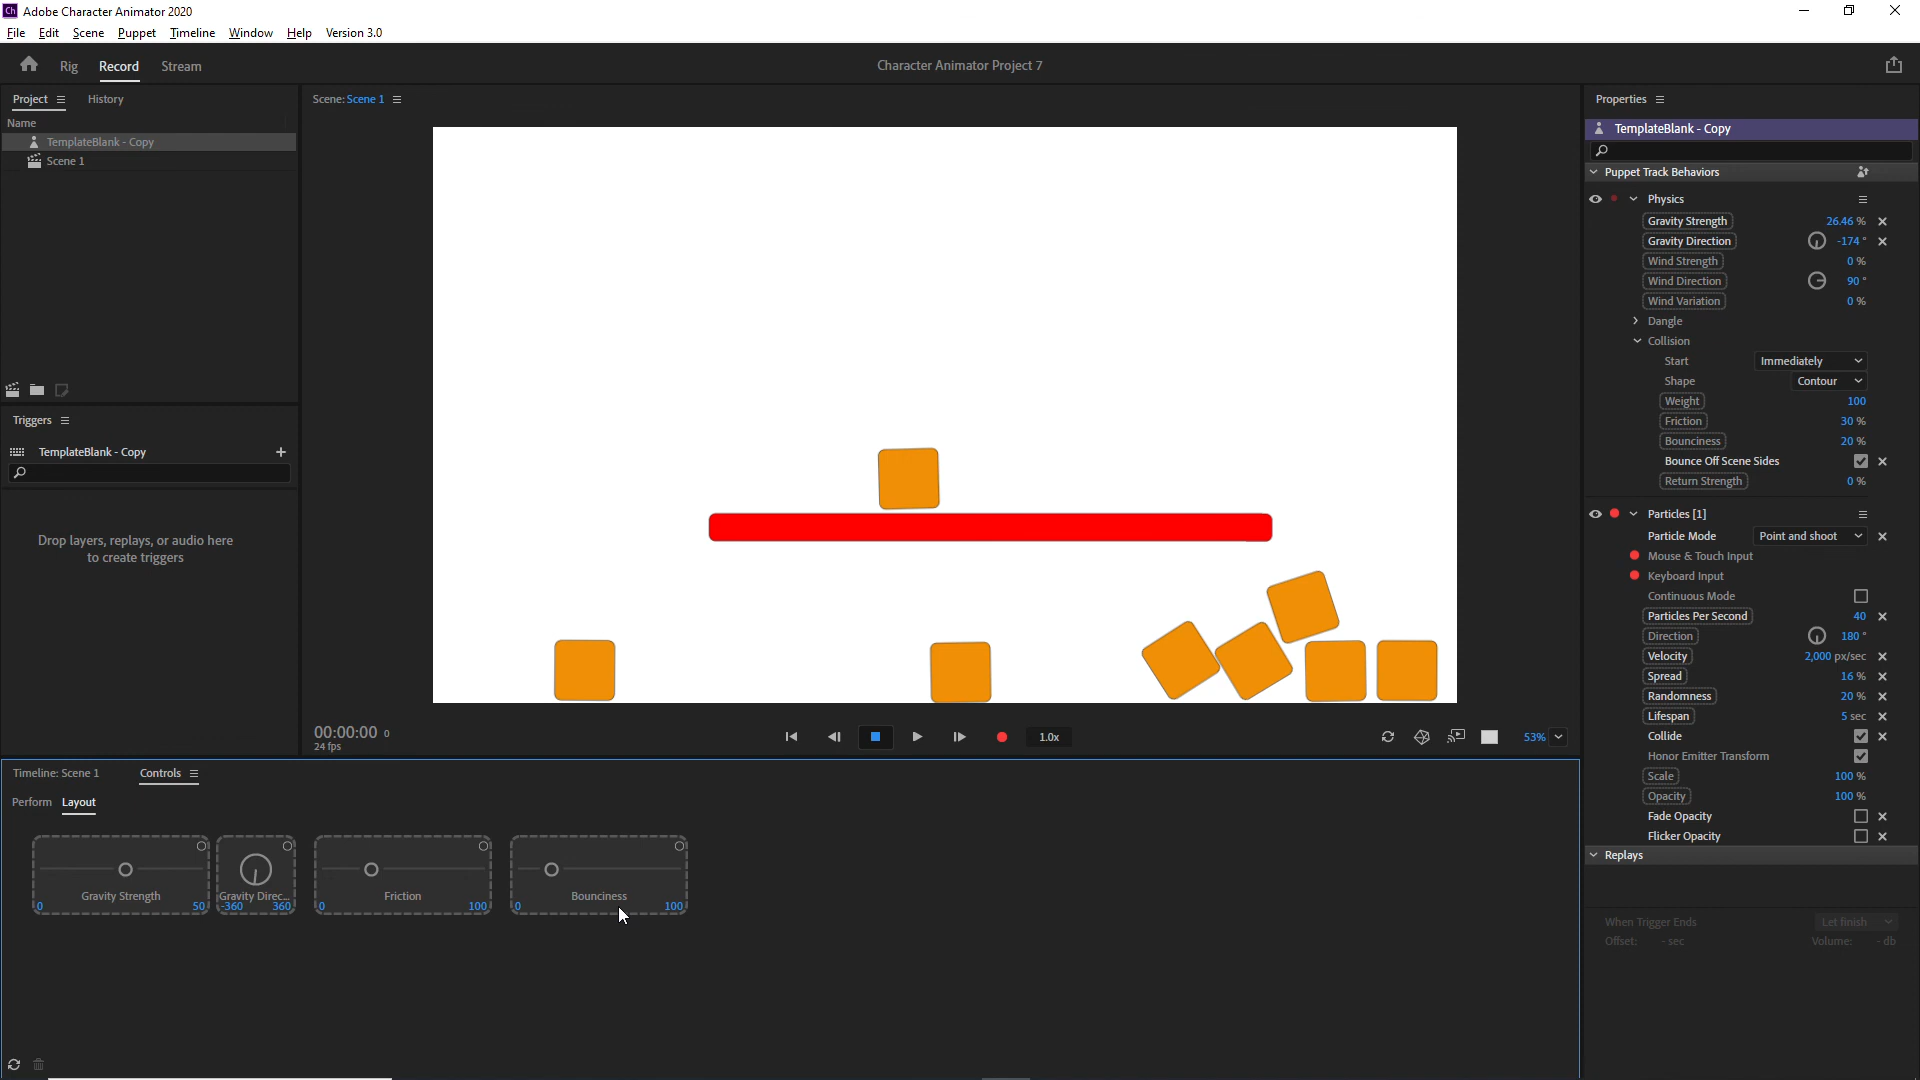 Ch Adobe Character Animator 2020
File Edit Scene Puppet Timeline Window Help Version 3.0
Rig Record Stream
Character Animator Project 7
Project History
Name
TemplateBlank - Copy
Scene 1
Scene: Scene 1
Triggers
TemplateBlank - Copy +
Drop layers, replays, or audio here
to create triggers
00:00:00 0
24 fps
1.0x
53%
Timeline: Scene 1 Controls
Perform Layout
Gravity Strength
0 50
Gravity Direc...
-360 360
Friction
0 100
Bounciness
0 100
Properties
TemplateBlank - Copy
Puppet Track Behaviors
Physics
Gravity Strength 26.46 %
Gravity Direction -174 °
Wind Strength 0 %
Wind Direction 90 °
Wind Variation 0 %
Dangle
Collision
Start Immediately
Shape Contour
Weight 100
Friction 30 %
Bounciness 20 %
Bounce Off Scene Sides
Return Strength 0 %
Particles [1]
Particle Mode Point and shoot
Mouse & Touch Input
Keyboard Input
Continuous Mode
Particles Per Second 40
Direction 180 °
Velocity 2,000 px/sec
Spread 16 %
Randomness 20 %
Lifespan 5 sec
Collide
Honor Emitter Transform
Scale 100 %
Opacity 100 %
Fade Opacity
Flicker Opacity
Replays
When Trigger Ends Let finish
Offset: - sec Volume: - db